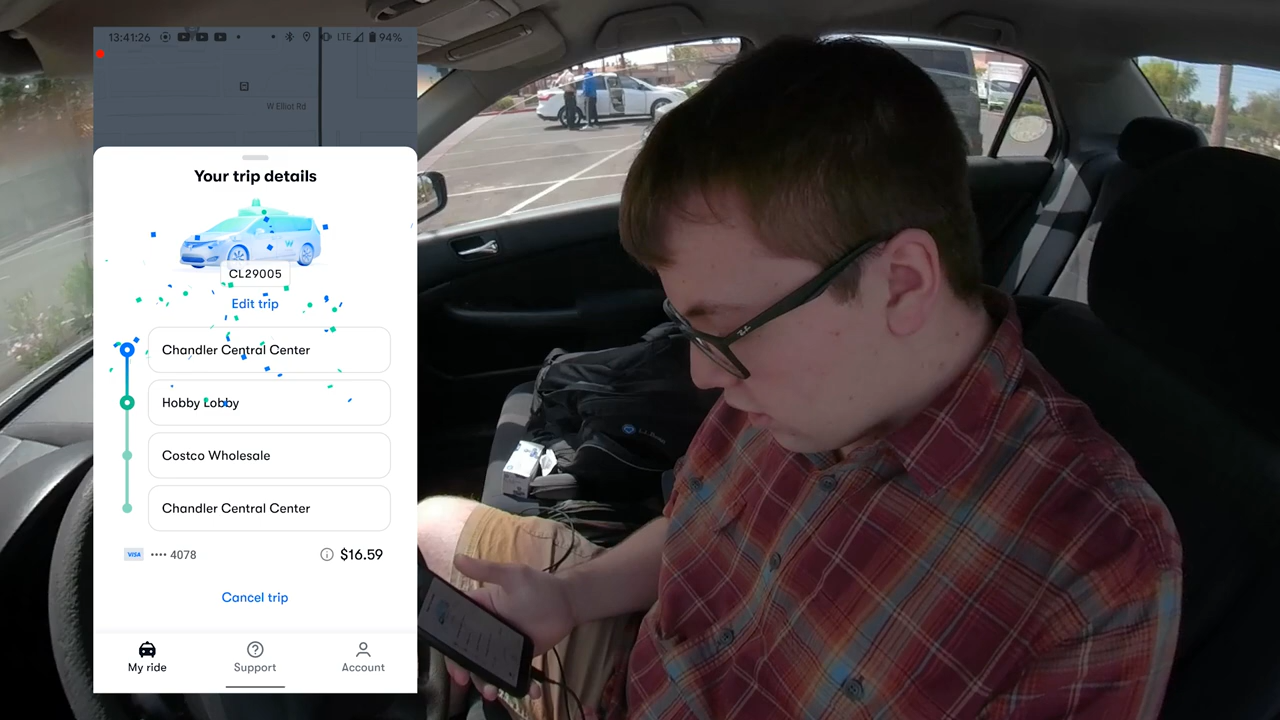 13:41:26
LTE
94%
W Elliot Rd
Your trip details
W
CL29005
Edit trip
Chandler Central Center
Hobby Lobby
Costco Wholesale
Chandler Central Center
VISA •••• 4078
$16.59
Cancel trip
My ride
Support
Account